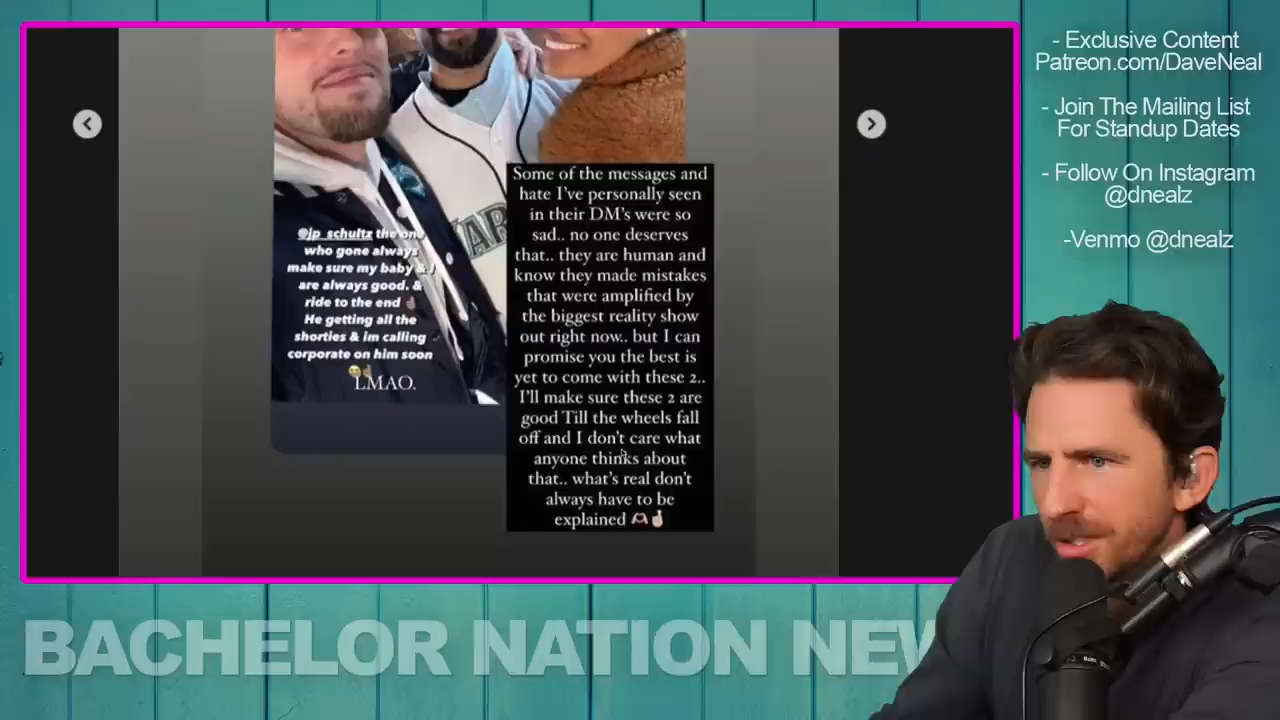 - Exclusive Content
Patreon.com/DaveNeal
- Join The Mailing List
For Standup Dates
- Follow On Instagram
@dnealz
-Venmo @dnealz
@jp_schultz the one
who gone always
make sure my baby & I
are always good. &
ride to the end
He getting all the
shorties & im calling
corporate on him soon
LMAO.
Some of the messages and
hate I've personally seen
in their DM's were so
sad.. no one deserves
that.. they are human and
know they made mistakes
that were amplified by
the biggest reality show
out right now.. but I can
promise you the best is
yet to come with these 2..
I'll make sure these 2 are
good Till the wheels fall
off and I don't care what
anyone thinks about
that.. what's real don't
always have to be
explained
BACHELOR NATION